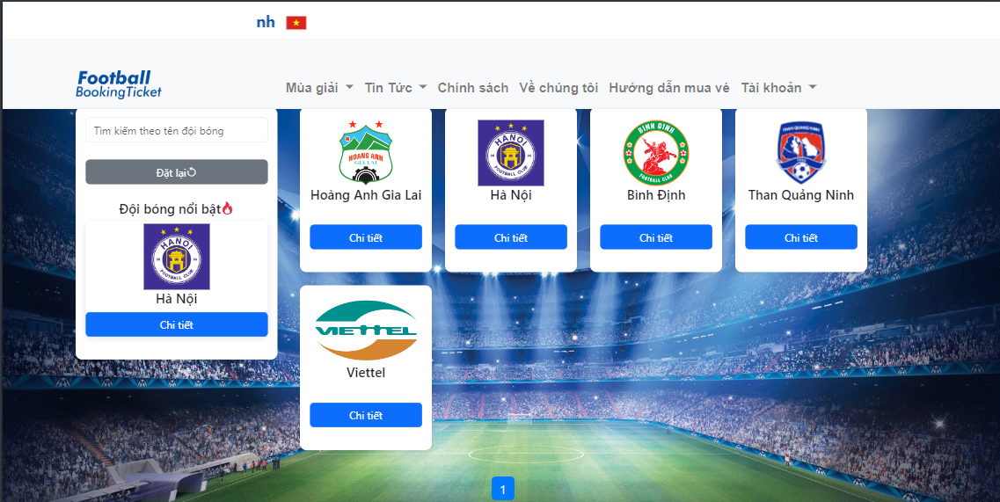 nh
Football
BookingTicket
Mùa giải
Tin Tức
Chính sách
Về chúng tôi
Hướng dẫn mua vé
Tài khoản
Tìm kiếm theo tên đội bóng
Đặt lại
Đội bóng nổi bật
HANOI
FOOTBALL CLUB
Hà Nội
Chi tiết
HOANG ANH
GIA LAI
Hoàng Anh Gia Lai
Chi tiết
HANOI
FOOTBALL CLUB
Hà Nội
Chi tiết
BINH DINH
FOOTBALL CLUB
Bình Định
Chi tiết
THAN QUANG NINH
Than Quảng Ninh
Chi tiết
VIETTEL
Viettel
Chi tiết
1